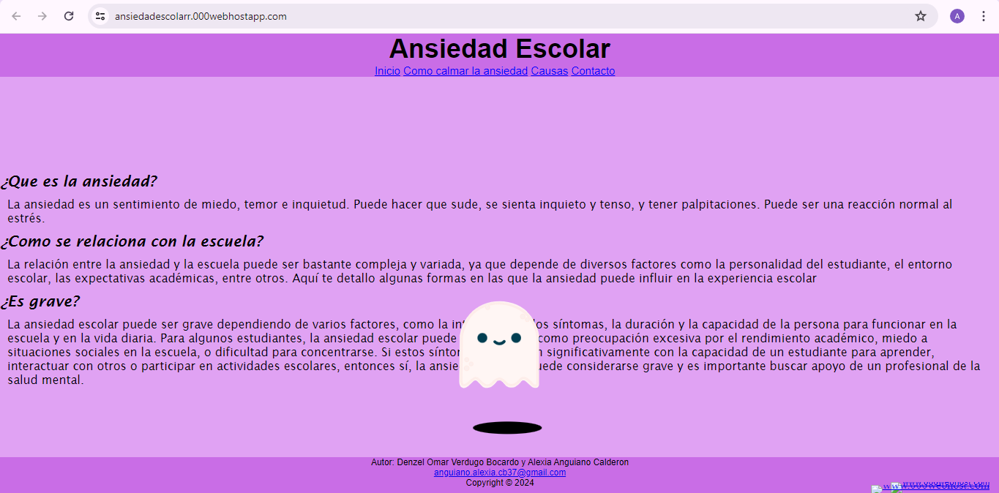 ansiedadescolarr.000webhostapp.com
A
Ansiedad Escolar
Inicio Como calmar la ansiedad Causas Contacto
¿Que es la ansiedad?
La ansiedad es un sentimiento de miedo, temor e inquietud. Puede hacer que sude, se sienta inquieto y tenso, y tener palpitaciones. Puede ser una reacción normal al
estrés.
¿Como se relaciona con la escuela?
La relación entre la ansiedad y la escuela puede ser bastante compleja y variada, ya que depende de diversos factores como la personalidad del estudiante, el entorno
escolar, las expectativas académicas, entre otros. Aquí te detallo algunas formas en las que la ansiedad puede influir en la experiencia escolar
¿Es grave?
La ansiedad escolar puede ser grave dependiendo de varios factores, como la los síntomas, la duración y la capacidad de la persona para funcionar en la
escuela y en la vida diaria. Para algunos estudiantes, la ansiedad escolar puede como preocupación excesiva por el rendimiento académico, miedo a
situaciones sociales en la escuela, o dificultad para concentrarse. Si estos significativamente con la capacidad de un estudiante para aprender,
interactuar con otros o participar en actividades escolares, entonces sí, la considerarse grave y es importante buscar apoyo de un profesional de la
salud mental.
Autor: Denzel Omar Verdugo Bocardo y Alexia Anguiano Calderon
anguiano.alexia.cb37@gmail.com
Copyright © 2024
www.000webhost.com
www.000webhost.com